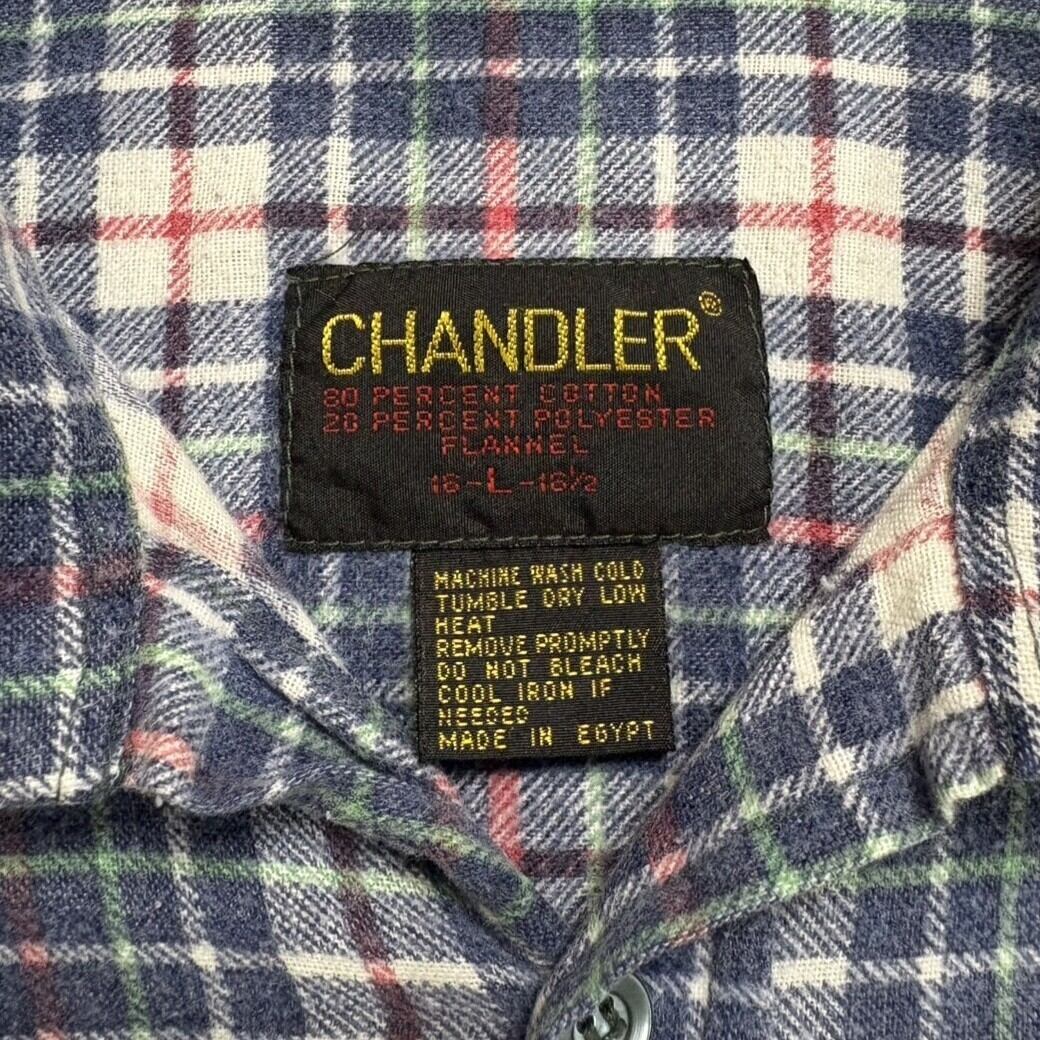 CHANDLER®
80 PERCENT COTTON
20 PERCENT POLYESTER
FLANNEL
16-L-16½
MACHINE WASH COLD
TUMBLE DRY LOW
HEAT
REMOVE PROMPTLY
DO NOT BLEACH
COOL IRON IF
NEEDED
MADE IN EGYPT